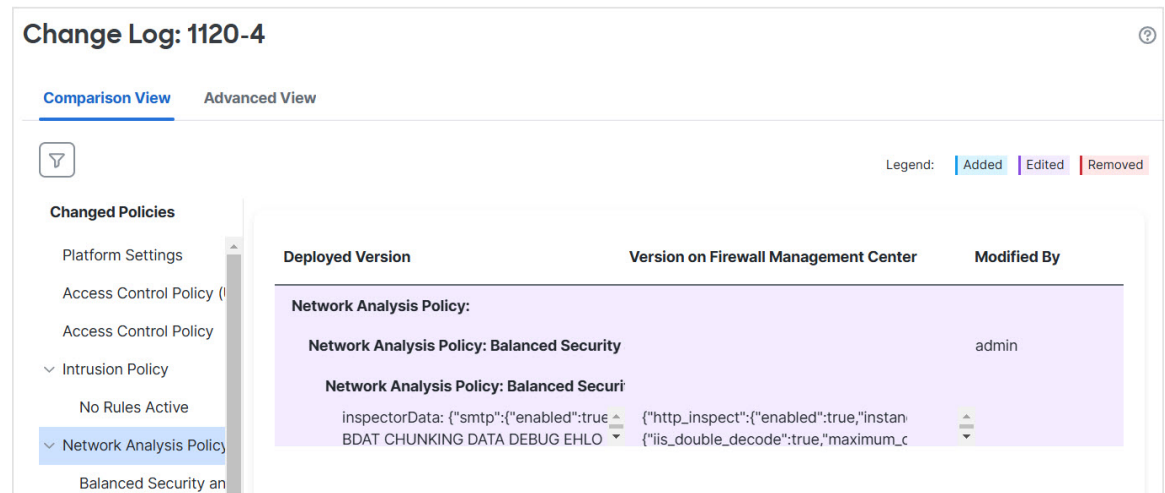 Change Log: 1120-4
Comparison View Advanced View
Legend: Added Edited Removed
Changed Policies
Platform Settings
Access Control Policy (
Access Control Policy
Intrusion Policy
No Rules Active
Network Analysis Policy
Balanced Security an
Deployed Version Version on Firewall Management Center Modified By
Network Analysis Policy:
Network Analysis Policy: Balanced Security admin
Network Analysis Policy: Balanced Securi
inspectorData: {"smtp":{"enabled":true {"http_inspect":{"enabled":true,"instan
BDAT CHUNKING DATA DEBUG EHLO {"iis_double_decode":true,"maximum_c